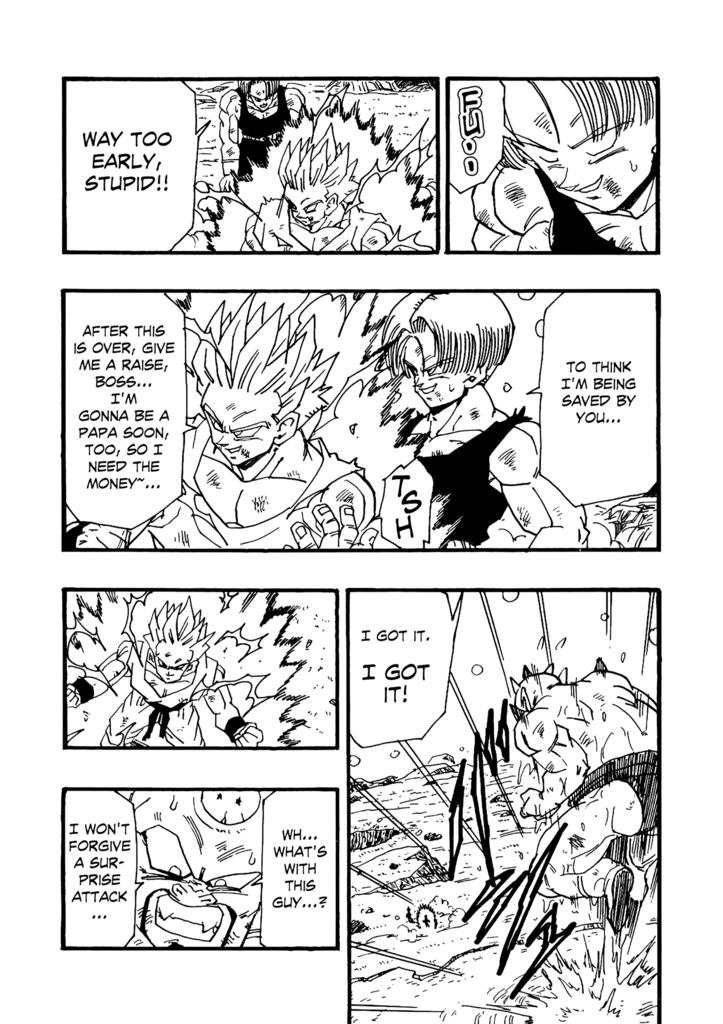 FU...
WAY TOO
EARLY,
STUPID!!
TO THINK
I'M BEING
SAVED BY
YOU...
TSH
AFTER THIS
IS OVER, GIVE
ME A RAISE,
BOSS...
I'M
GONNA BE A
PAPA SOON,
TOO, SO I
NEED THE
MONEY~...
I GOT IT.
I GOT
IT!
WH...
WHAT'S
WITH
THIS
GUY...?
I WON'T
FORGIVE
A SUR-
PRISE
ATTACK
...